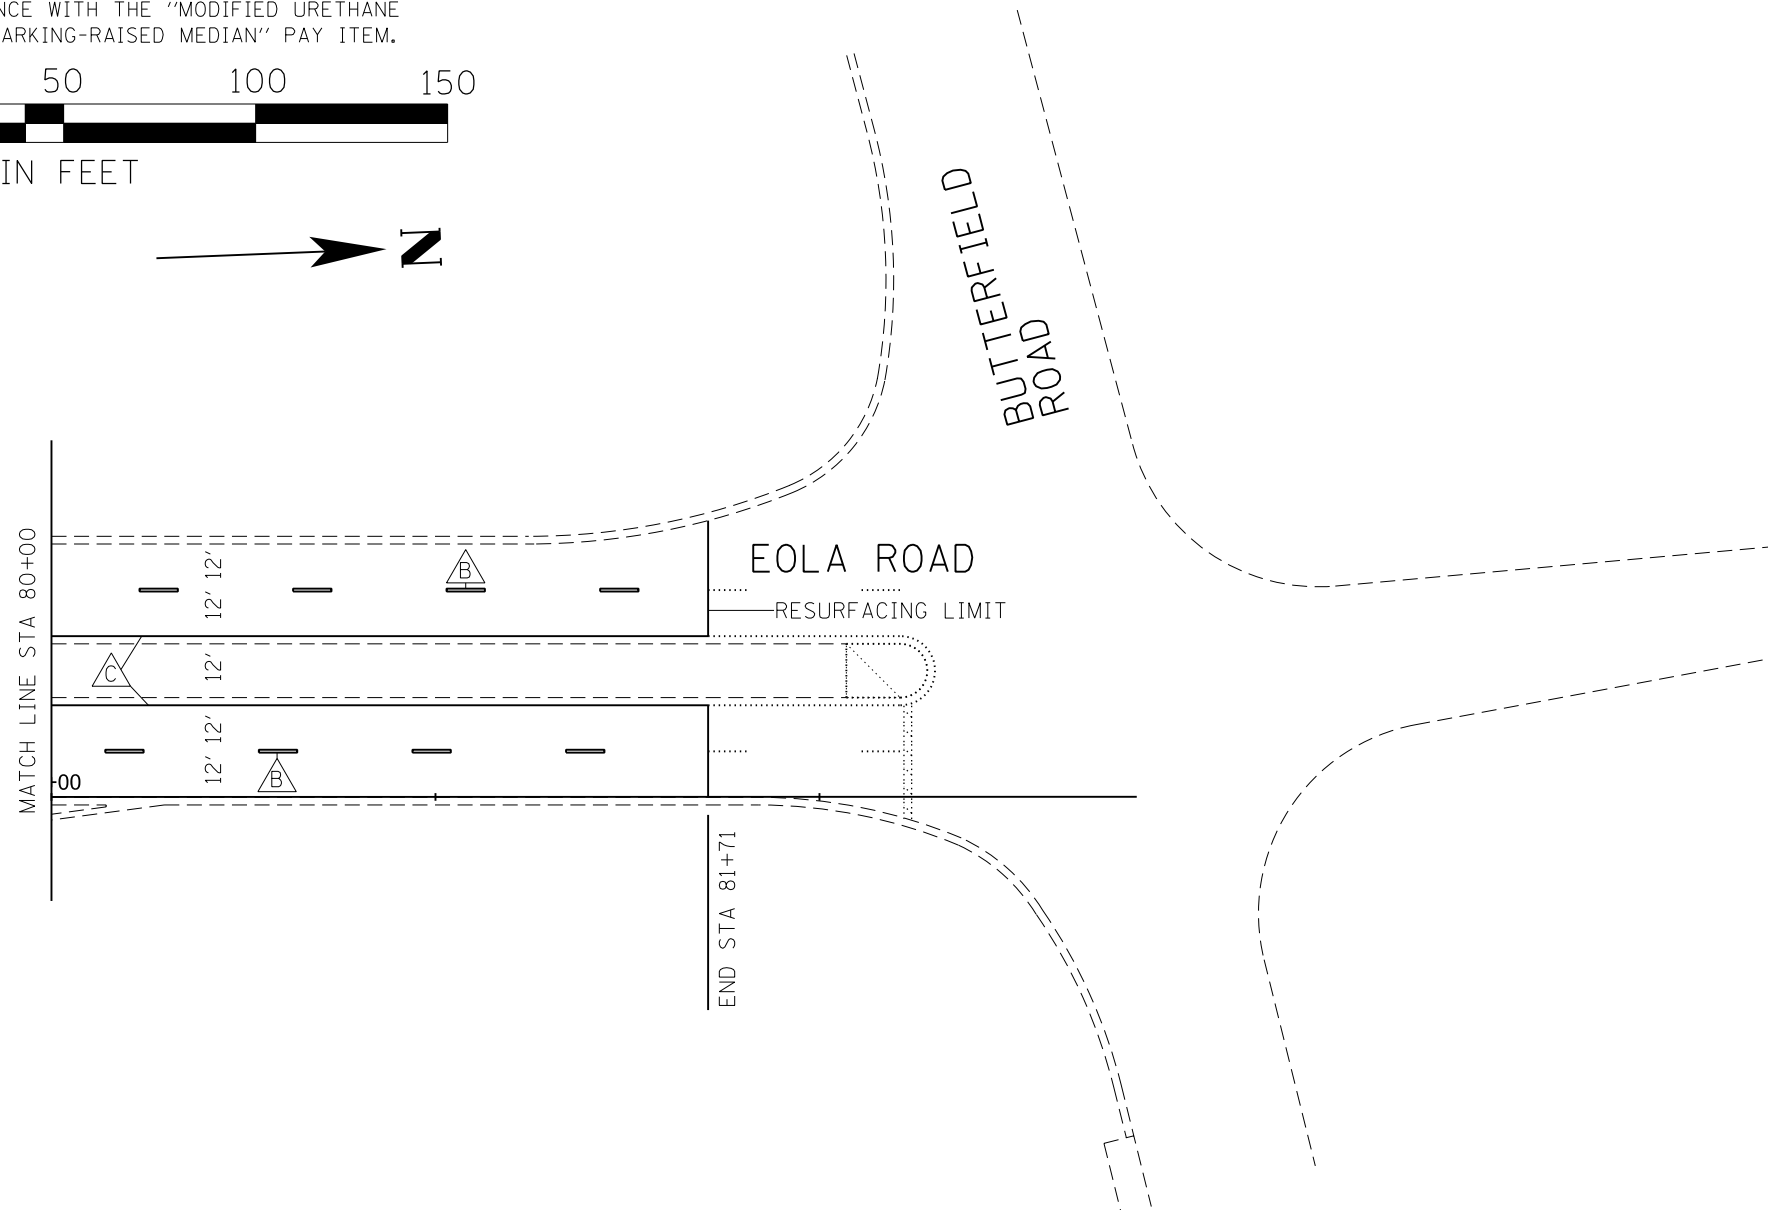 NCE WITH THE "MODIFIED URETHANE
ARKING-RAISED MEDIAN" PAY ITEM.
50 100 150
IN FEET
N
BUTTERFIELD
ROAD
MATCH LINE STA 80+00
12' 12'
B
EOLA ROAD
RESURFACING LIMIT
C
12'
12' 12'
B
00
END STA 81+71